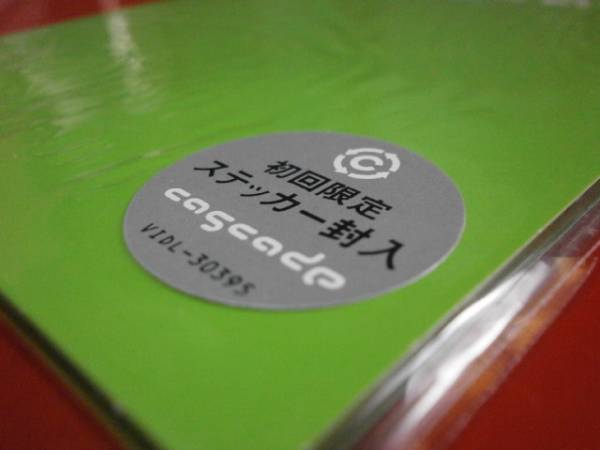 C
初回限定
ステッカー封入
cascade
VIDL-30395